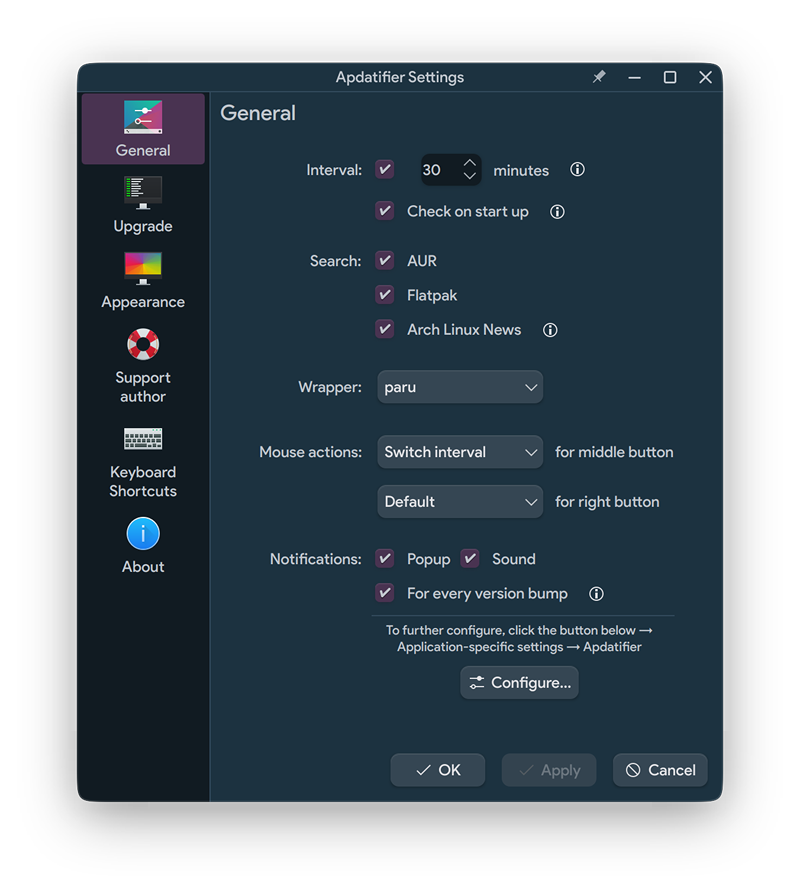 Apdatifier Settings
General
Upgrade
Appearance
Support
author
Keyboard
Shortcuts
About
General
Interval: 30 minutes
Check on start up
Search: AUR
Flatpak
Arch Linux News
Wrapper: paru
Mouse actions: Switch interval for middle button
Default for right button
Notifications: Popup Sound
For every version bump
To further configure, click the button below →
Application-specific settings → Apdatifier
Configure...
OK Apply Cancel